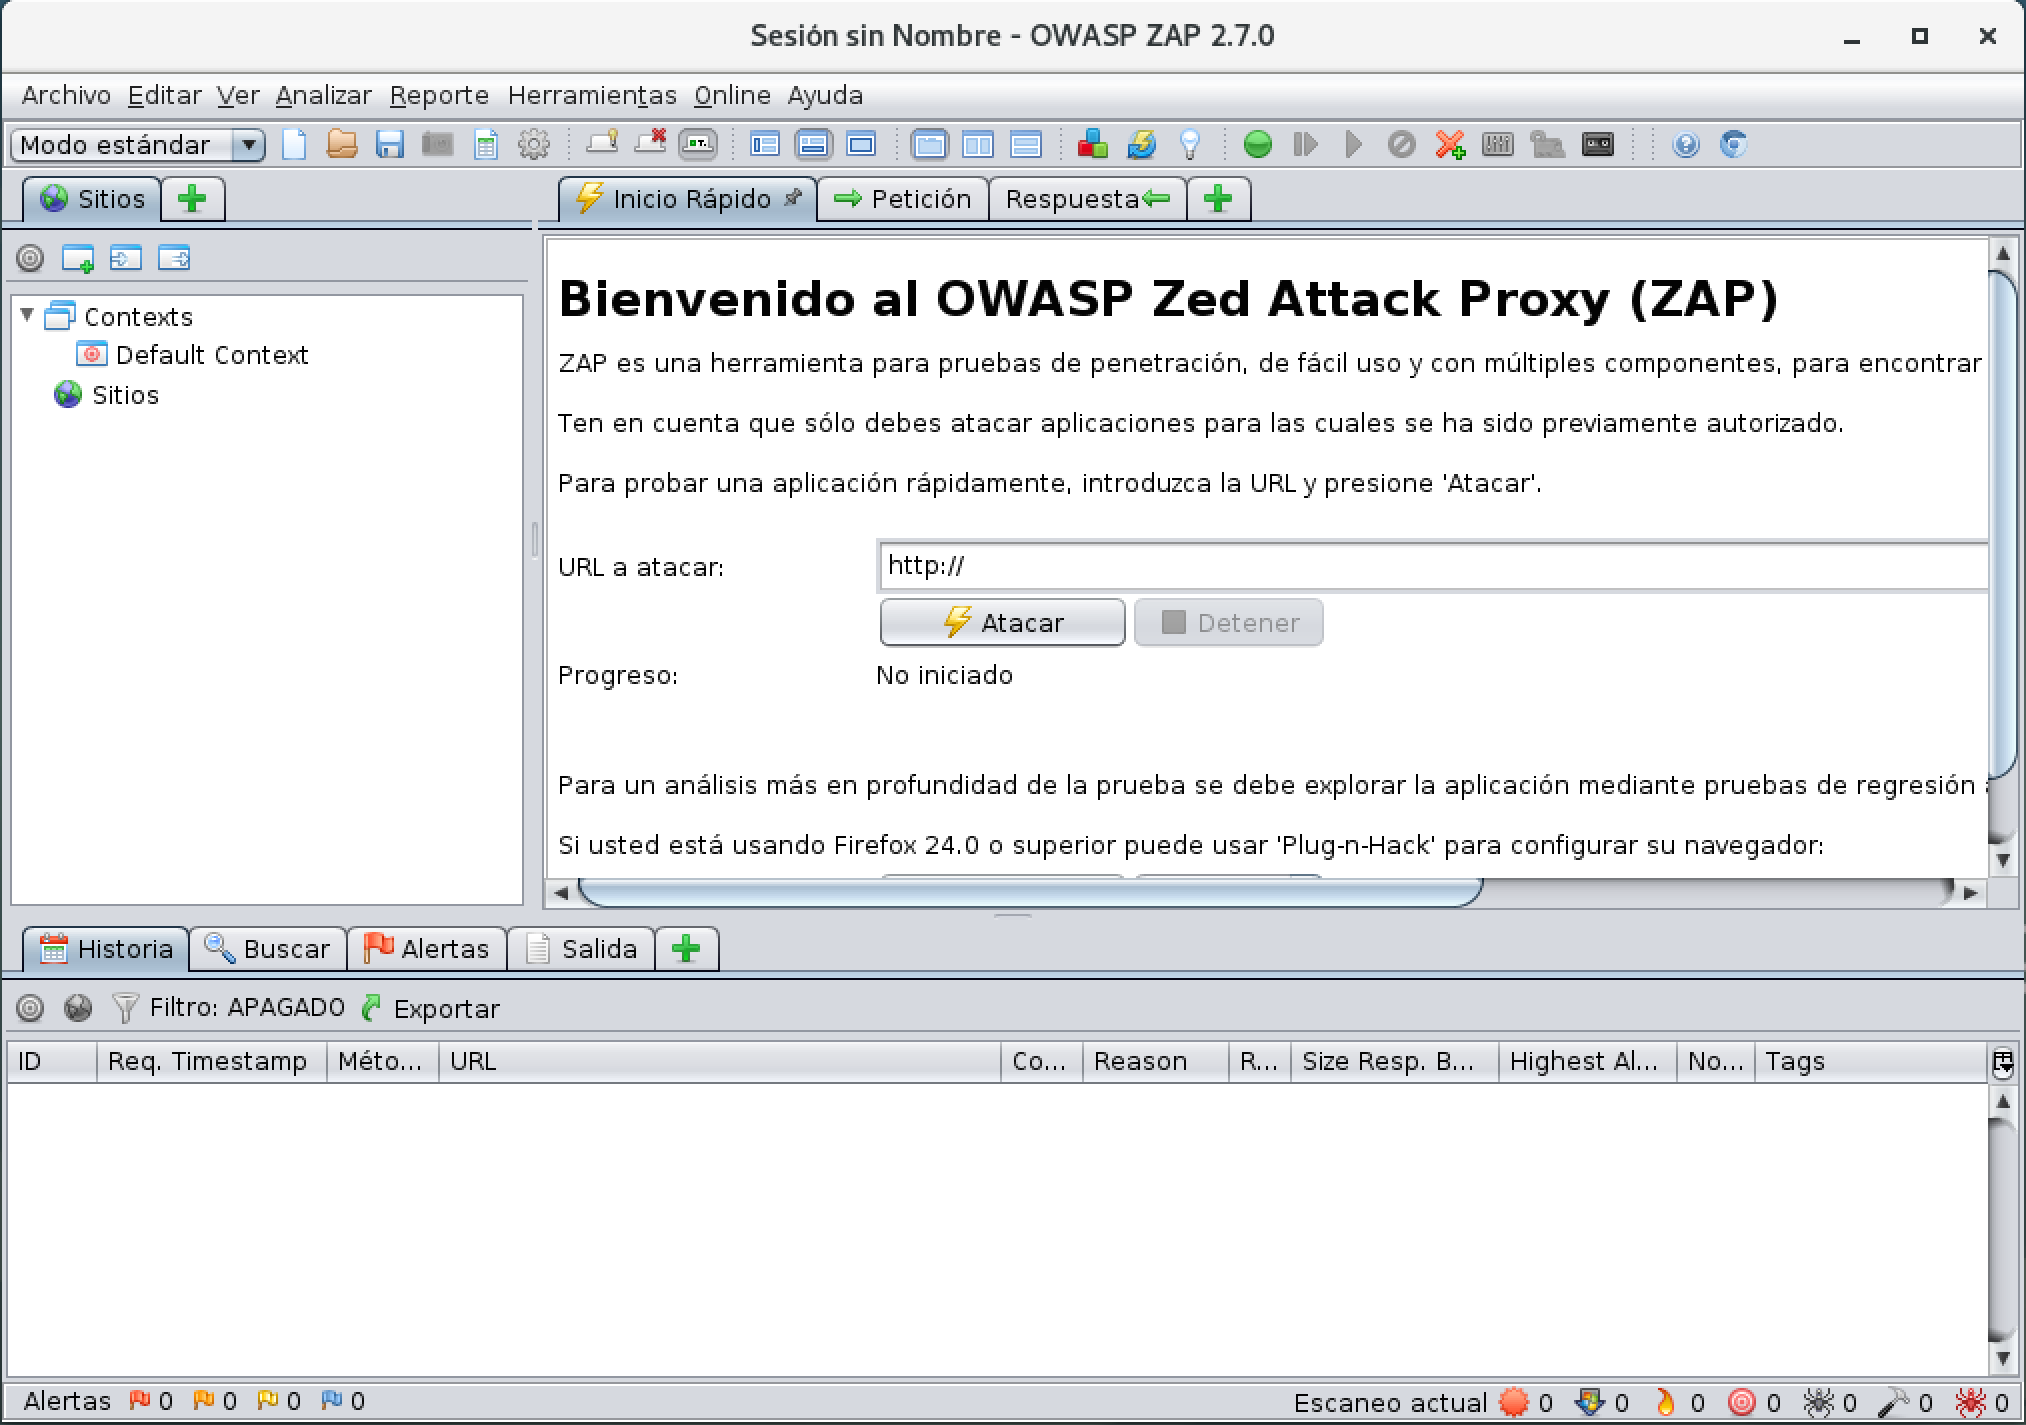 Sesión sin Nombre - OWASP ZAP 2.7.0
Archivo Editar Ver Analizar Reporte Herramientas Online Ayuda
Modo estándar
Sitios
Inicio Rápido Petición Respuesta
Contexts
Default Context
Sitios
Bienvenido al OWASP Zed Attack Proxy (ZAP)
ZAP es una herramienta para pruebas de penetración, de fácil uso y con múltiples componentes, para encontrar
Ten en cuenta que sólo debes atacar aplicaciones para las cuales se ha sido previamente autorizado.
Para probar una aplicación rápidamente, introduzca la URL y presione 'Atacar'.
URL a atacar: http://
Atacar Detener
Progreso: No iniciado
Para un análisis más en profundidad de la prueba se debe explorar la aplicación mediante pruebas de regresión
Si usted está usando Firefox 24.0 o superior puede usar 'Plug-n-Hack' para configurar su navegador:
Historia Buscar Alertas Salida
Filtro: APAGADO Exportar
ID Req. Timestamp Méto... URL Co... Reason R... Size Resp. B... Highest Al... No... Tags
Alertas 0 0 0 0 Escaneo actual 0 0 0 0 0 0 0